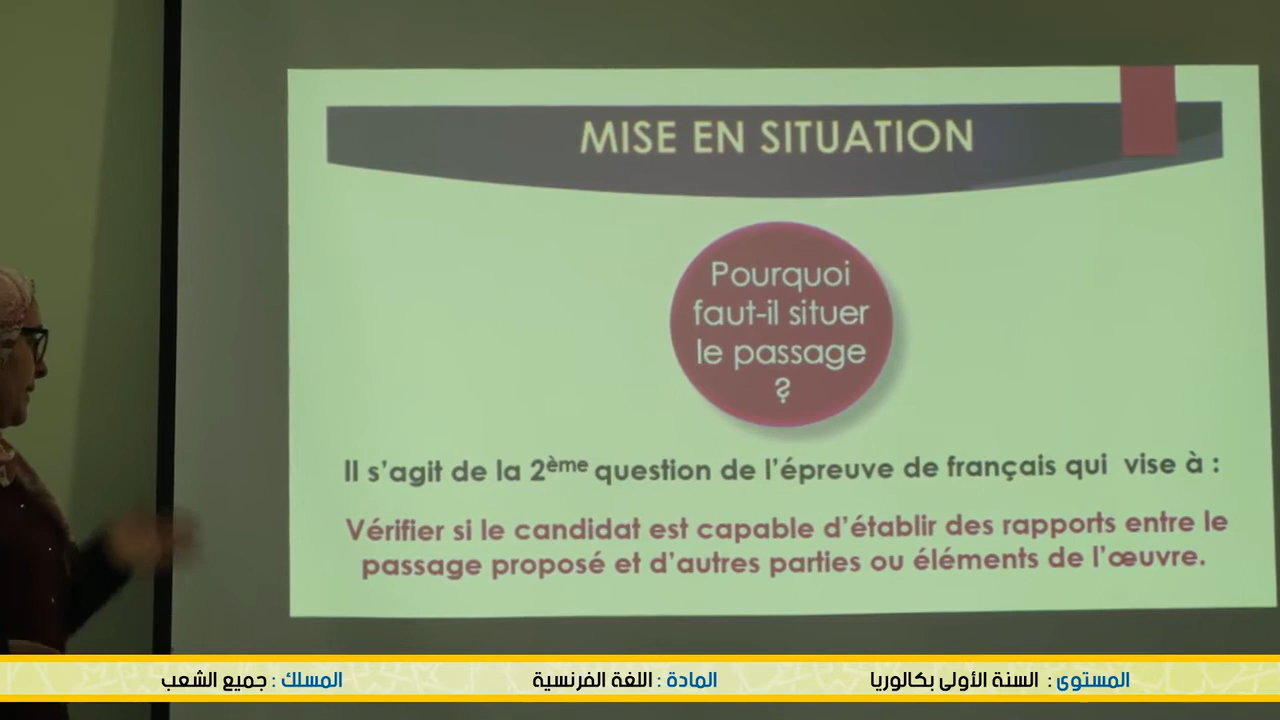 MISE EN SITUATION
Pourquoi
faut-il situer
le passage
?
Il s'agit de la 2ème question de l'épreuve de français qui vise à :
Vérifier si le candidat est capable d'établir des rapports entre le
passage proposé et d'autres parties ou éléments de l'œuvre.
المستوى : السنة الأولى بكالوريا
المادة : اللغة الفرنسية
المسلك : جميع الشعب